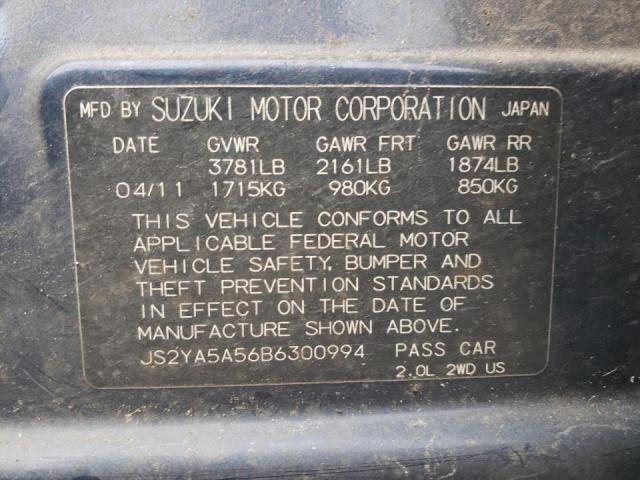 MFD BY SUZUKI MOTOR CORPORATION JAPAN
DATE GVWR GAWR FRT GAWR RR
3781LB 2161LB 1874LB
04/11 1715KG 980KG 850KG
THIS VEHICLE CONFORMS TO ALL
APPLICABLE FEDERAL MOTOR
VEHICLE SAFETY, BUMPER AND
THEFT PREVENTION STANDARDS
IN EFFECT ON THE DATE OF
MANUFACTURE SHOWN ABOVE.
JS2YA5A56B6300994 PASS CAR
2.0L 2WD US